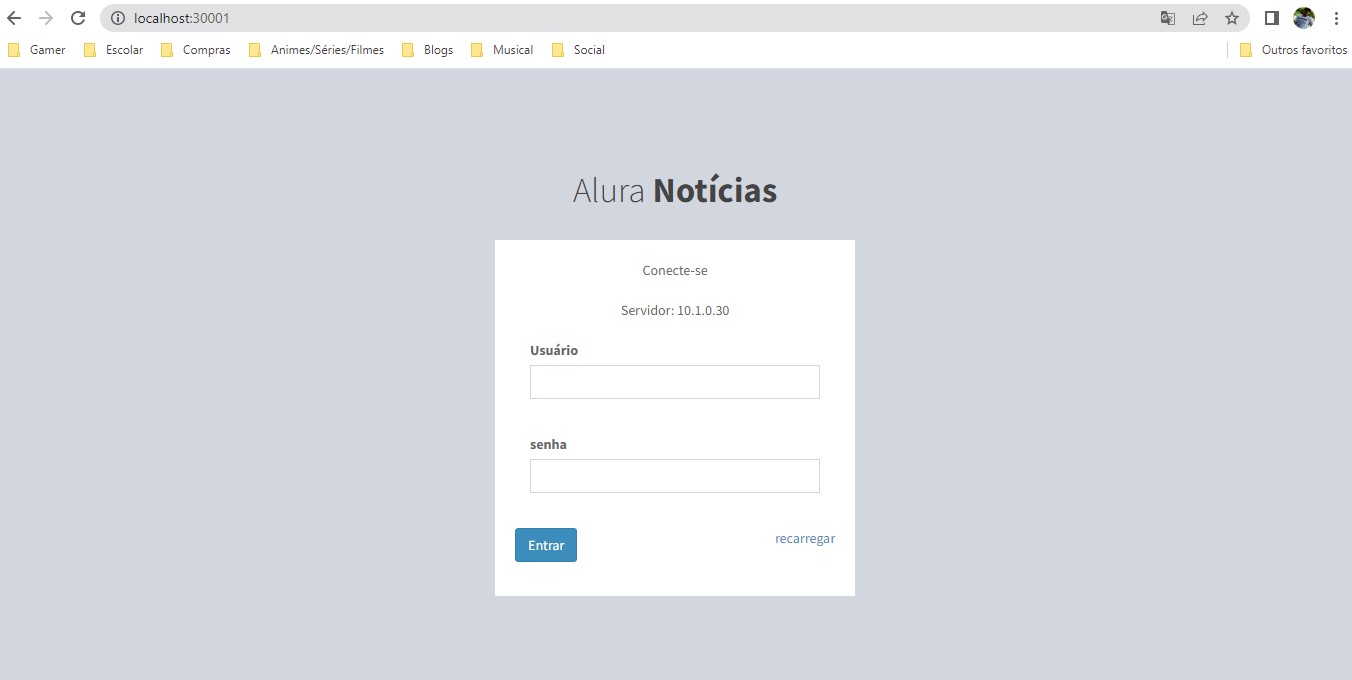 localhost:30001
Gamer Escolar Compras Animes/Séries/Filmes Blogs Musical Social Outros favoritos
Alura Notícias
Conecte-se
Servidor: 10.1.0.30
Usuário
senha
Entrar recarregar